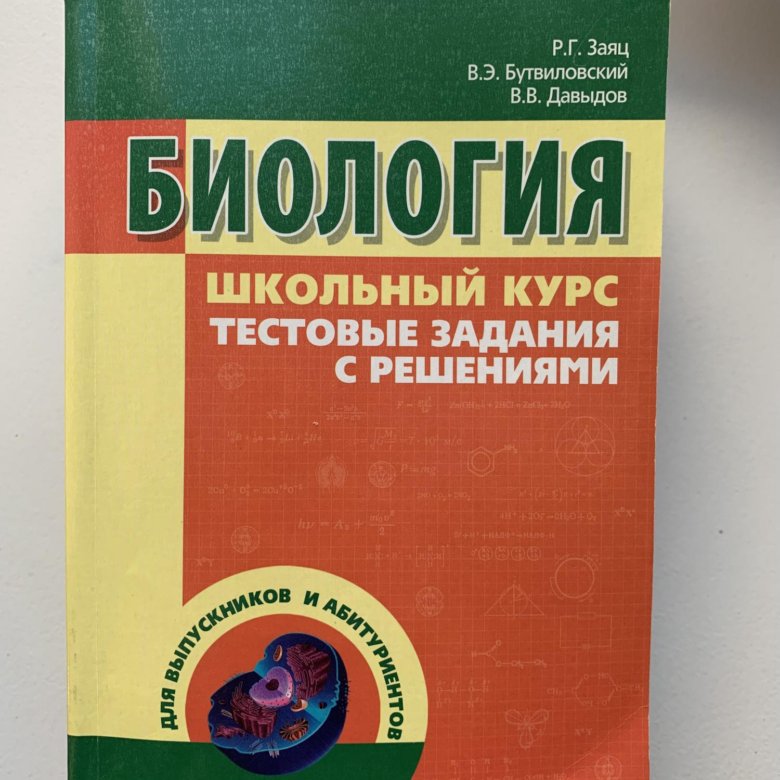 Р.Г. Заяц
В.Э. Бутвиловский
В.В. Давыдов
БИОЛОГИЯ
ШКОЛЬНЫЙ КУРС
ТЕСТОВЫЕ ЗАДАНИЯ
С РЕШЕНИЯМИ
ДЛЯ ВЫПУСКНИКОВ И АБИТУРИЕНТОВ